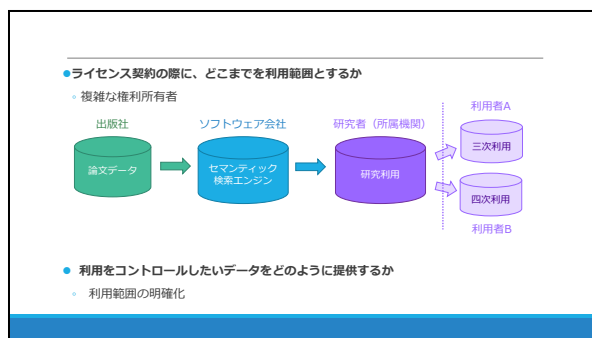 ライセンス契約の際に、どこまでを利用範囲とするか
複雑な権利所有者
出版社
論文データ
ソフトウェア会社
セマンティック
検索エンジン
研究者（所属機関）
研究利用
利用者A
三次利用
四次利用
利用者B
利用をコントロールしたいデータをどのように提供するか
利用範囲の明確化